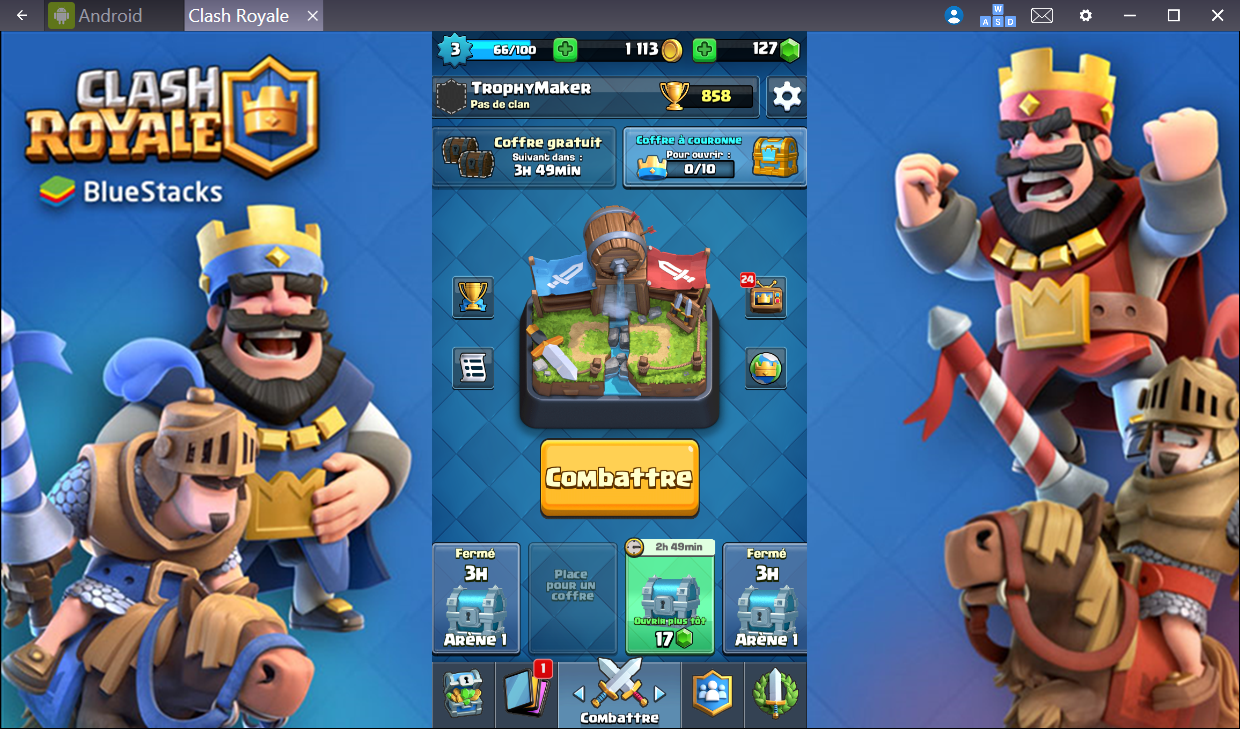 Android
Clash Royale
W
A S D
CLASH
ROYALE
BlueStacks
3
66/100
1 113
127
TrophyMaker
Pas de clan
858
Coffre gratuit
Suivant dans :
3h 49min
Coffre à couronne
Pour ouvrir :
0/10
24
Combattre
Fermé
3h
Arène 1
Place
pour un
coffre
2h 49min
Ouvrir plus tôt
17
Fermé
3h
Arène 1
1
Combattre